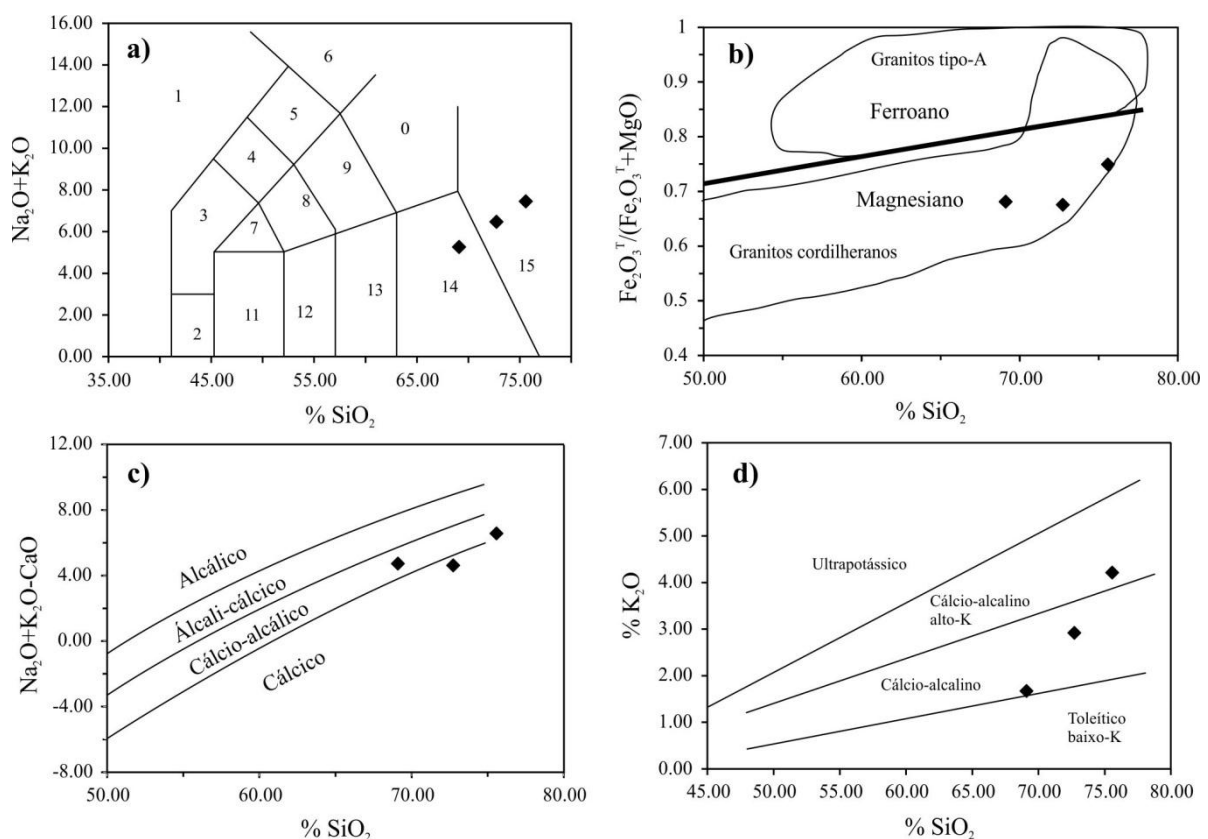 a)
16.00
14.00
12.00
10.00
8.00
6.00
4.00
2.00
0.00
Na₂O+K₂O
1
6
5
0
4
9
3
8
7
14
15
13
12
11
2
35.00 45.00 55.00 65.00 75.00
% SiO₂
b)
1
0.9
0.8
0.7
0.6
0.5
0.4
Fe₂O₃ᵀ/(Fe₂O₃ᵀ+MgO)
Granitos tipo-A
Ferroano
Magnesiano
Granitos cordilheranos
50.00 60.00 70.00 80.00
% SiO₂
c)
12.00
8.00
4.00
0.00
-4.00
-8.00
Na₂O+K₂O-CaO
Alcálico
Álcali-cálcico
Cálcio-alcálico
Cálcico
50.00 60.00 70.00 80.00
% SiO₂
d)
7.00
6.00
5.00
4.00
3.00
2.00
1.00
0.00
% K₂O
Ultrapotássico
Cálcio-alcalino
alto-K
Cálcio-alcalino
Toleítico
baixo-K
45.00 50.00 55.00 60.00 65.00 70.00 75.00 80.00
% SiO₂